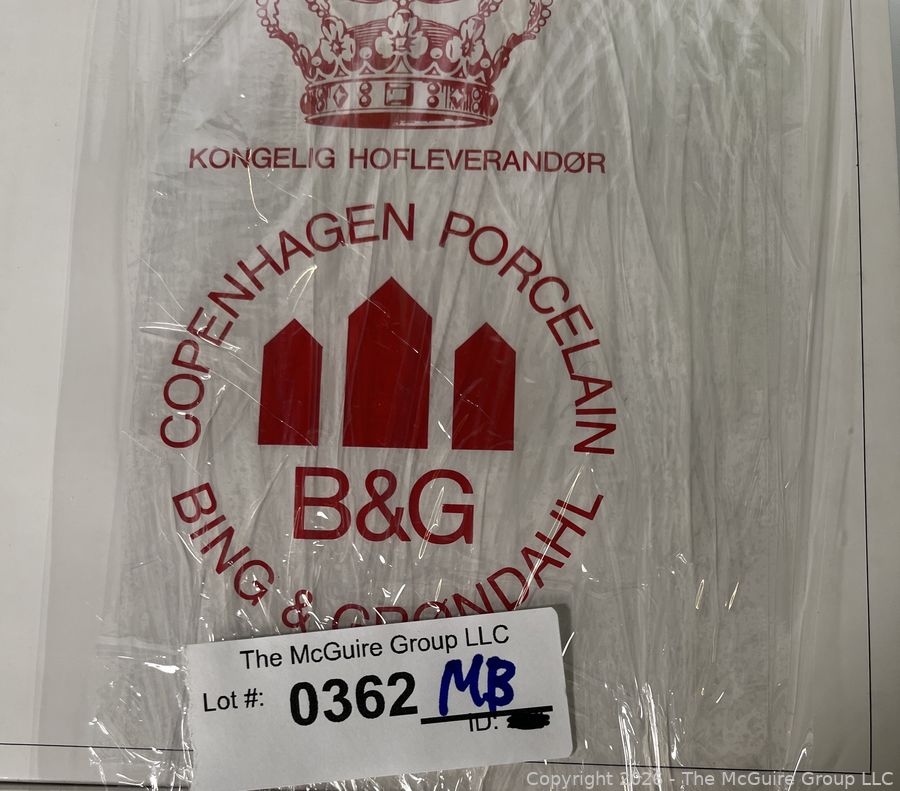 KONGELIG HOFLEVERANDØR
COPENHAGEN PORCELAIN
B&G
BING & GRØNDAHL
The McGuire Group LLC
Lot #: 0362 MB
ID:
Copyright 2026 - The McGuire Group LLC